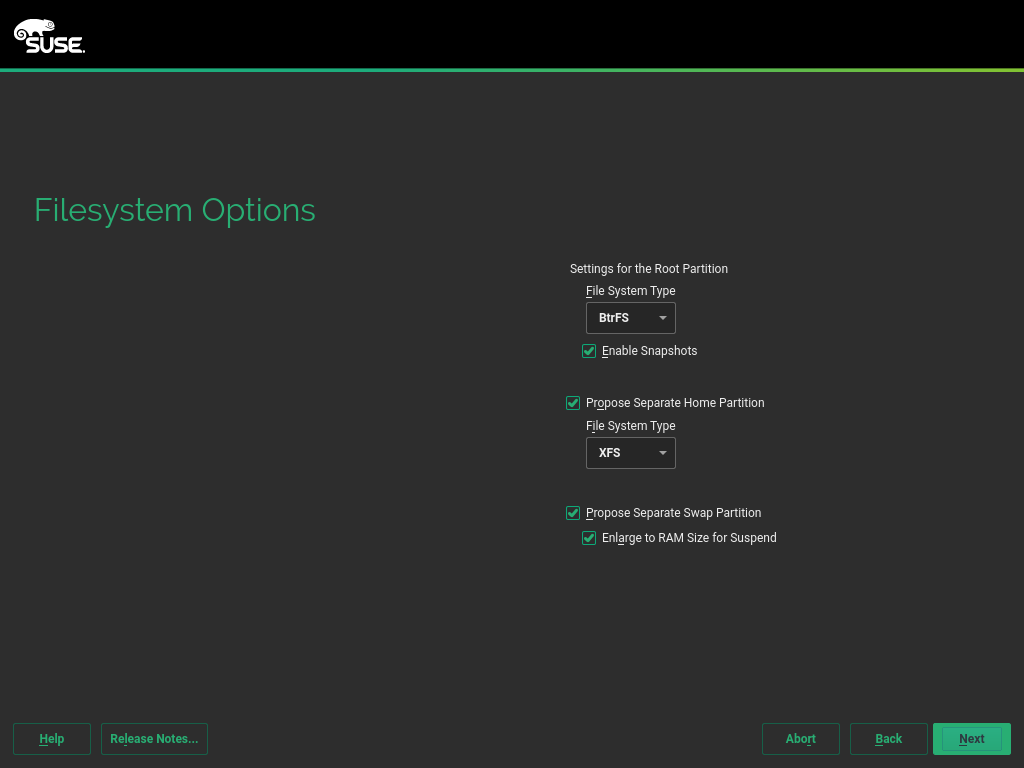 SUSE.
Filesystem Options
Settings for the Root Partition
File System Type
BtrFS
Enable Snapshots
Propose Separate Home Partition
File System Type
XFS
Propose Separate Swap Partition
Enlarge to RAM Size for Suspend
Help
Release Notes...
Abort
Back
Next